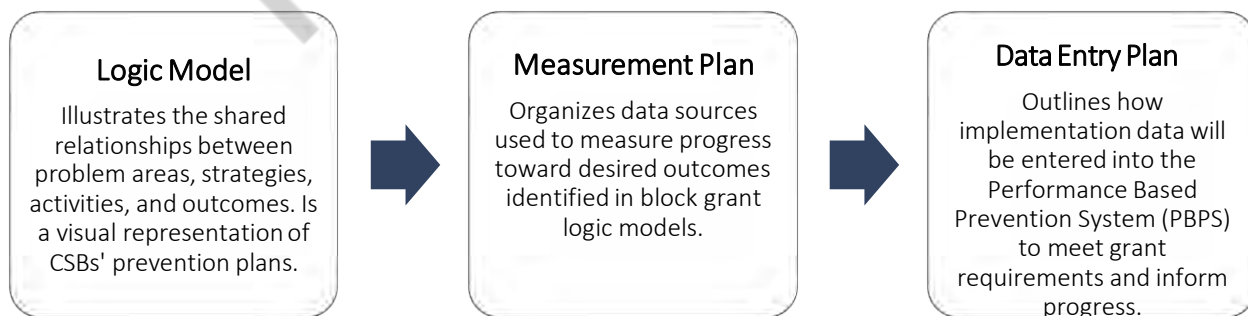 Logic Model
Illustrates the shared
relationships between
problem areas, strategies,
activities, and outcomes. Is
a visual representation of
CSBs' prevention plans.
Measurement Plan
Organizes data sources
used to measure progress
toward desired outcomes
identified in block grant
logic models.
Data Entry Plan
Outlines how
implementation data will
be entered into the
Performance Based
Prevention System (PBPS)
to meet grant
requirements and inform
progress.